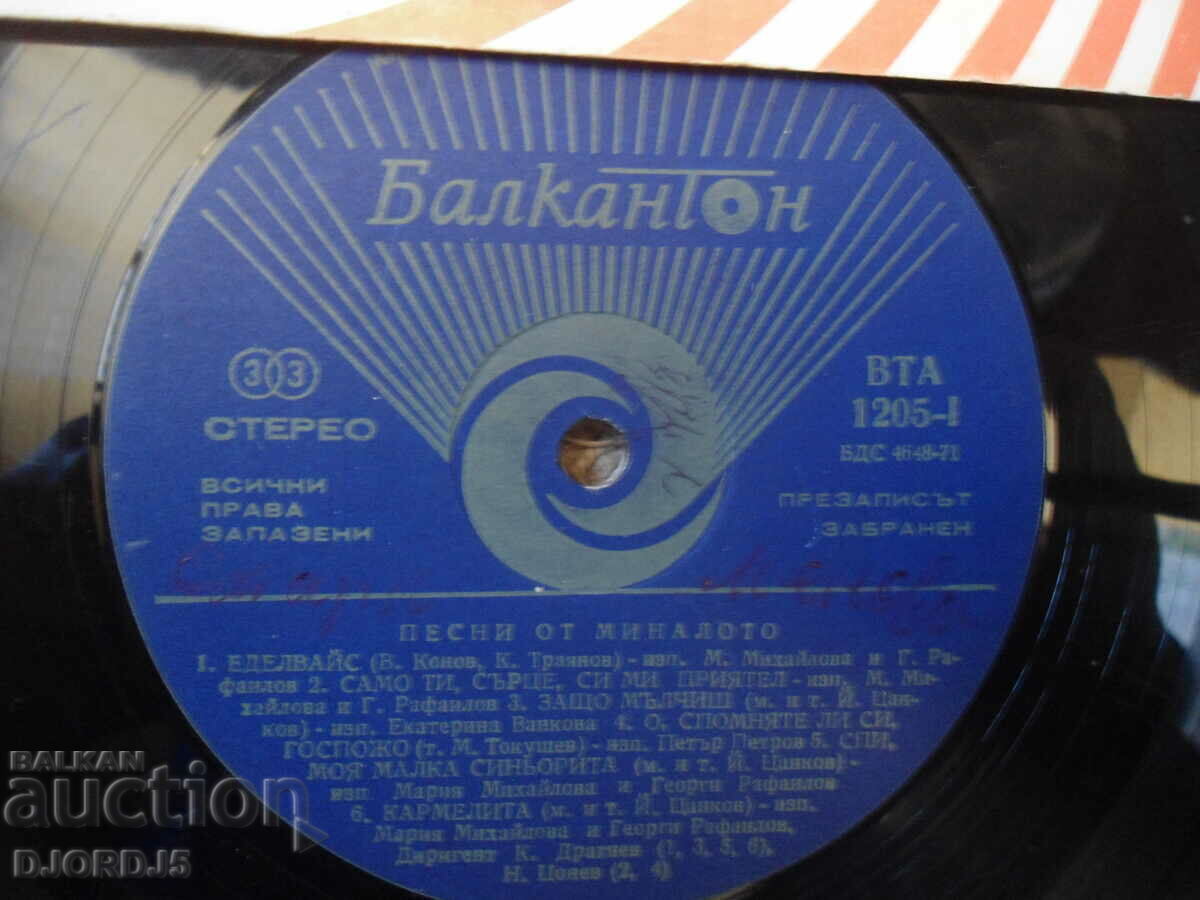 Балкантон
33
СТЕРЕО
ВСИЧНИ
ПРАВА
ЗАПАЗЕНИ
ВТА
1205-I
БДС 4648-71
ПРЕЗАПИСЪТ
ЗАБРАНЕН
ПЕСНИ ОТ МИНАЛОТО
1. ЕДЕЛВАЙС (В. Конов, К. Траянов) - изп. М. Михайлова и Г. Ра-
фаилов 2. САМО ТИ, СЪРЦЕ, СИ МИ ПРИЯТЕЛ - изп. М. Ми-
хайлова и Г. Рафаилов 3. ЗАЩО МЪЛЧИШ (м. и т. Й. Цан-
ков) - изп. Екатерина Ванкова 4. О, СПОМНЯТЕ ЛИ СИ,
ГОСПОЖО (т. М. Токушев) - изп. Петър Петров 5. СПИ,
МОЯ МАЛКА СИНЬОРИТА (м. и т. Й. Цанков) -
изп. Мария Михайлова и Георги Рафаилов
6. КАРМЕЛИТА (м. и т. Й. Цанков) - изп.
Мария Михайлова и Георги Рафаилов,
Диригент К. Драгнев (1, 3, 5, 6),
Н. Цонев (2, 4)
BALKAN
auction
DJORDJ5